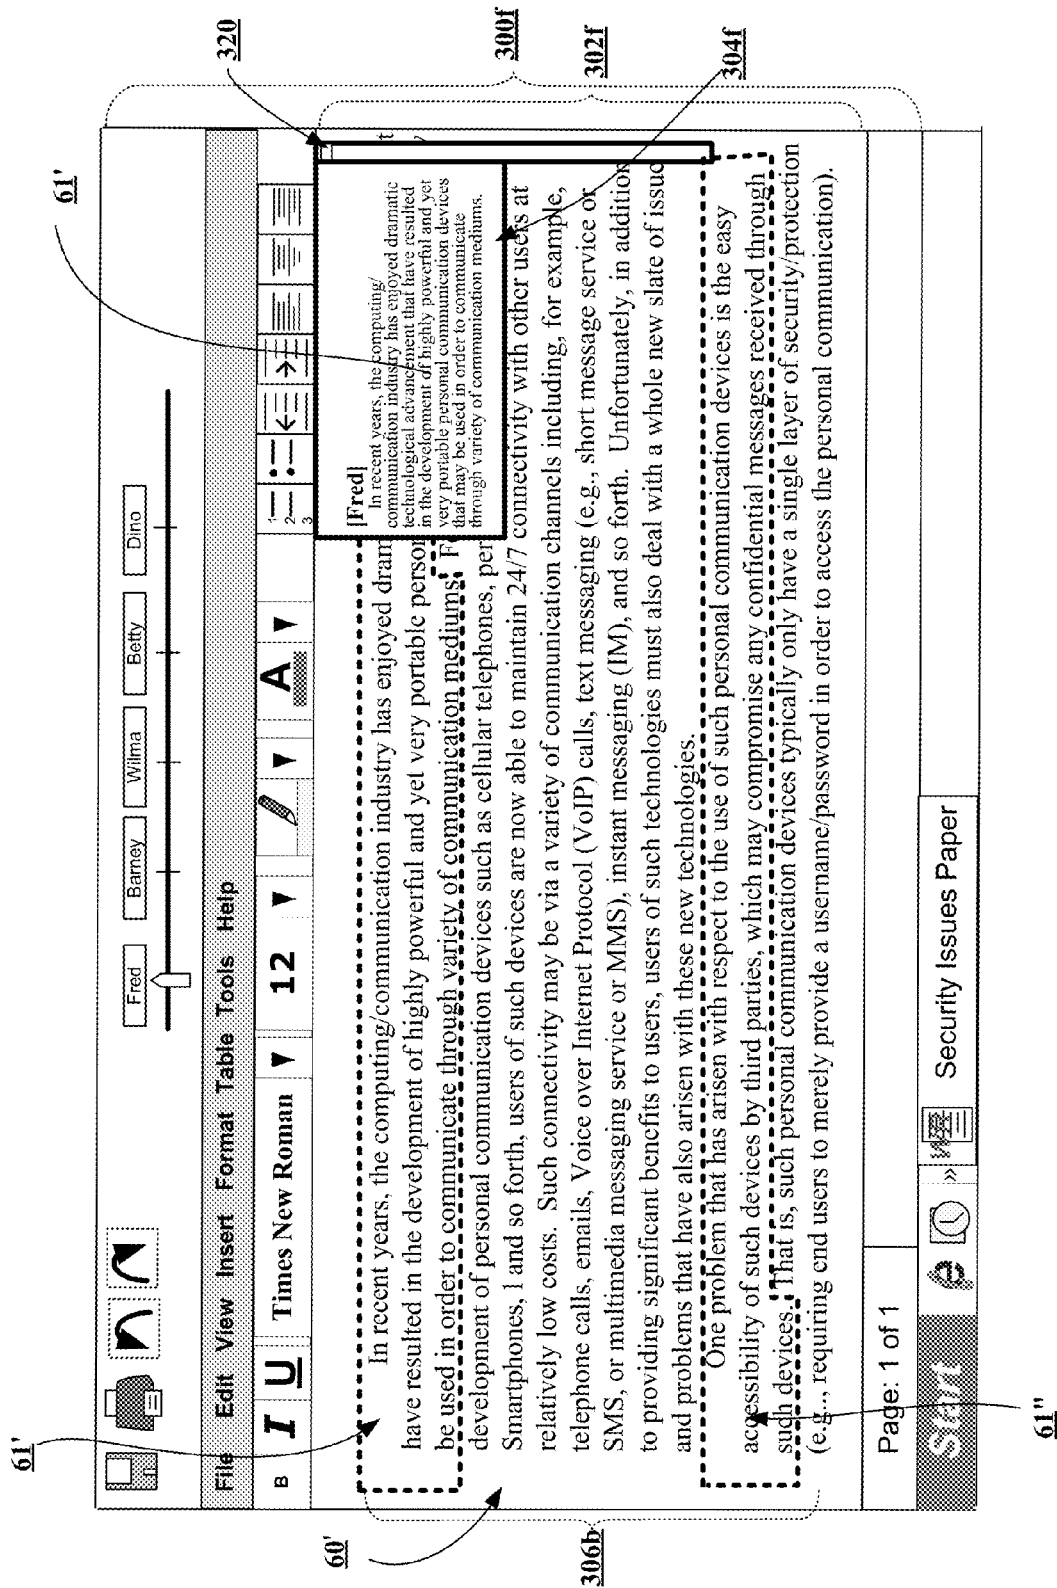 Fred
Barney
Wilma
Betty
Dino
File Edit View Insert Format Table Tools Help
B I U Times New Roman 12 A
1
2
3
In recent years, the computing/communication industry has enjoyed dram
t
have resulted in the development of highly powerful and yet very portable person
be used in order to communicate through variety of communication mediums.
development of personal communication devices such as cellular telephones, per
Smartphones, l and so forth, users of such devices are now able to maintain 24/7 connectivity with other users at
relatively low costs. Such connectivity may be via a variety of communication channels including, for example,
telephone calls, emails, Voice over Internet Protocol (VoIP) calls, text messaging (e.g., short message service or
SMS, or multimedia messaging service or MMS), instant messaging (IM), and so forth. Unfortunately, in addition
to providing significant benefits to users, users of such technologies must also deal with a whole new slate of issue
and problems that have also arisen with these new technologies.
One problem that has arisen with respect to the use of such personal communication devices is the easy
accessibility of such devices by third parties, which may compromise any confidential messages received through
such devices. That is, such personal communication devices typically only have a single layer of security/protection
(e.g.., requiring end users to merely provide a username/password in order to access the personal communication).
[Fred]
In recent years, the computing/
communication industry has enjoyed dramatic
technological advancement that have resulted
in the development of highly powerful and yet
very portable personal communication devices
that may be used in order to communicate
through variety of communication mediums.
Page: 1 of 1
Start e » W Security Issues Paper
61'
61'
60'
306b
61"
320
300f
302f
304f